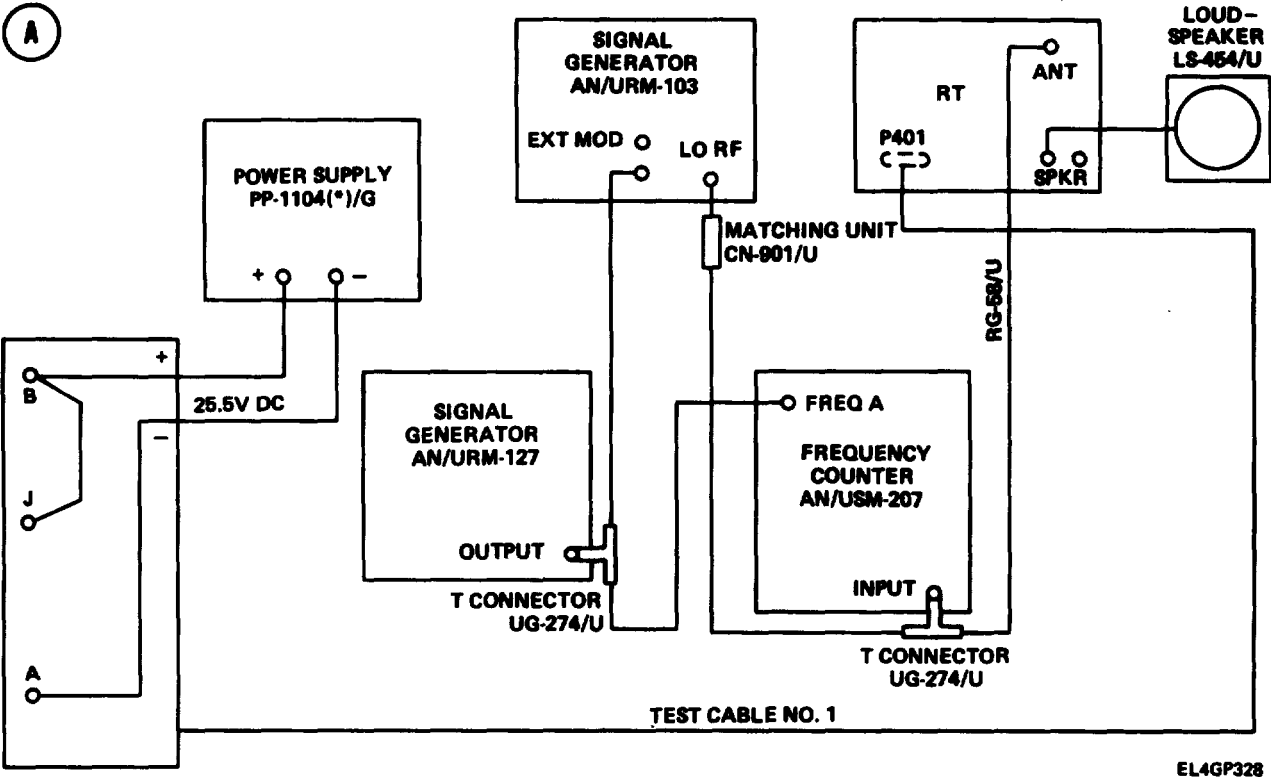 A
SIGNAL
GENERATOR
AN/URM-103
EXT MOD
LO RF
RT
ANT
P401
SPKR
LOUD-
SPEAKER
LS-454/U
POWER SUPPLY
PP-1104(*)/G
+ -
MATCHING UNIT
CN-901/U
RG-58/U
+
B
25.5V DC
-
J
A
SIGNAL
GENERATOR
AN/URM-127
OUTPUT
T CONNECTOR
UG-274/U
FREQ A
FREQUENCY
COUNTER
AN/USM-207
INPUT
T CONNECTOR
UG-274/U
TEST CABLE NO. 1
EL4GP328